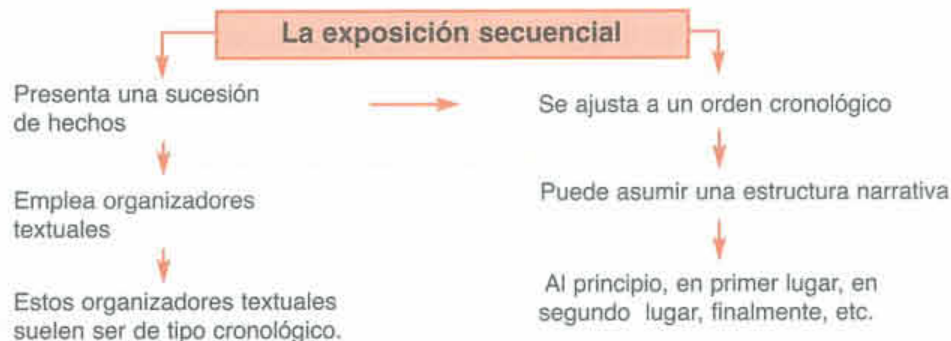 La exposición secuencial
Presenta una sucesión
de hechos
Se ajusta a un orden cronológico
Emplea organizadores
textuales
Puede asumir una estructura narrativa
Estos organizadores textuales
suelen ser de tipo cronológico.
Al principio, en primer lugar, en
segundo lugar, finalmente, etc.